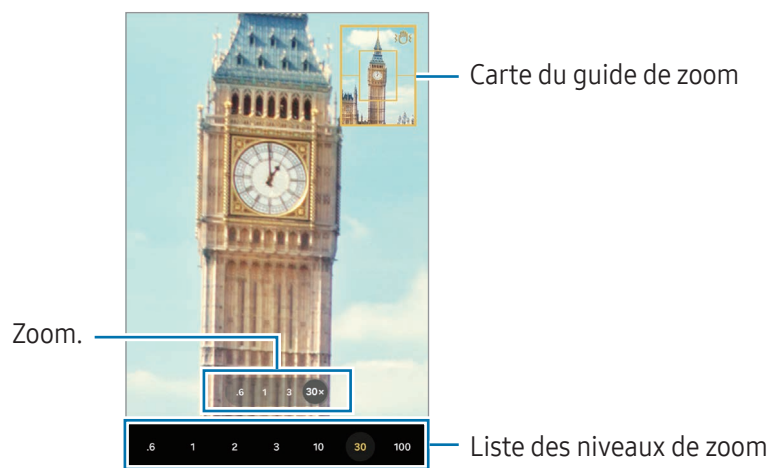 Carte du guide de zoom
Zoom.
.6 1 3 30×
.6 1 2 3 10 30 100
Liste des niveaux de zoom